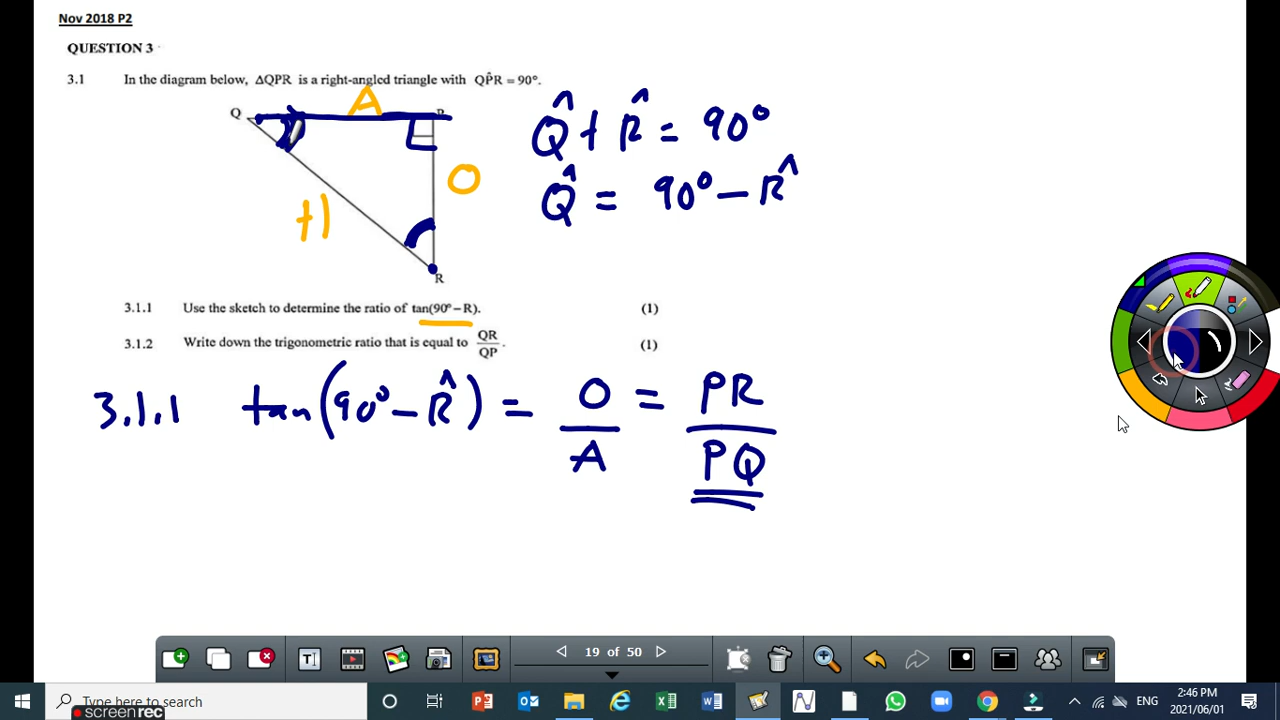 Nov 2018 P2
QUESTION 3
3.1 In the diagram below, ΔQPR is a right-angled triangle with QP̂R = 90°.
Q
A
O
H
R
Q̂ + R̂ = 90°
Q̂ = 90° − R̂
3.1.1 Use the sketch to determine the ratio of tan(90° − R). (1)
3.1.2 Write down the trigonometric ratio that is equal to QR/QP. (1)
3.1.1 tan(90° − R̂) = O/A = PR/PQ
19 of 50
Type here to search
ENG
2:46 PM
2021/06/01
screenrec